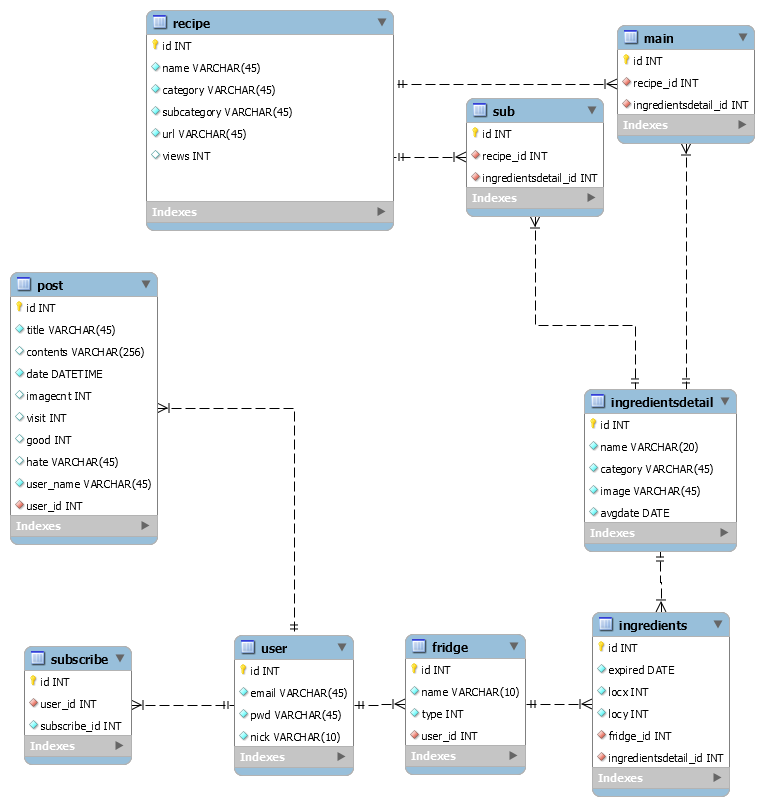 recipe
id INT
name VARCHAR(45)
category VARCHAR(45)
subcategory VARCHAR(45)
url VARCHAR(45)
views INT
Indexes
main
id INT
recipe_id INT
ingredientsdetail_id INT
Indexes
sub
id INT
recipe_id INT
ingredientsdetail_id INT
Indexes
post
id INT
title VARCHAR(45)
contents VARCHAR(256)
date DATETIME
imagecnt INT
visit INT
good INT
hate VARCHAR(45)
user_name VARCHAR(45)
user_id INT
Indexes
ingredientsdetail
id INT
name VARCHAR(20)
category VARCHAR(45)
image VARCHAR(45)
avgdate DATE
Indexes
subscribe
id INT
user_id INT
subscribe_id INT
Indexes
user
id INT
email VARCHAR(45)
pwd VARCHAR(45)
nick VARCHAR(10)
Indexes
fridge
id INT
name VARCHAR(10)
type INT
user_id INT
Indexes
ingredients
id INT
expired DATE
locx INT
locy INT
fridge_id INT
ingredientsdetail_id INT
Indexes